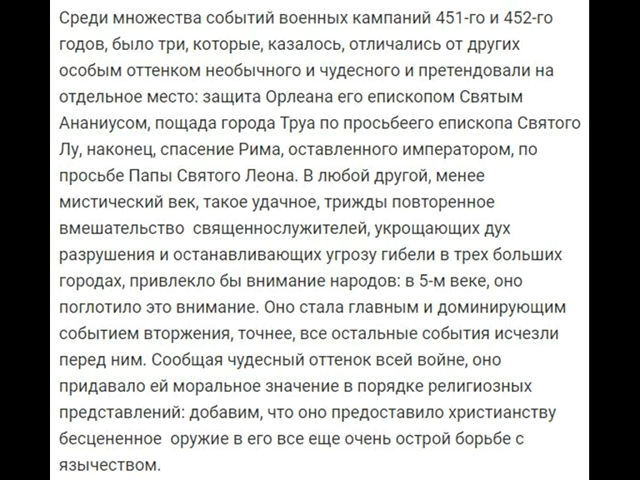 Среди множества событий военных кампаний 451-го и 452-го
годов, было три, которые, казалось, отличались от других
особым оттенком необычного и чудесного и претендовали на
отдельное место: защита Орлеана его епископом Святым
Ананиусом, пощада города Труа по просьбеего епископа Святого
Лу, наконец, спасение Рима, оставленного императором, по
просьбе Папы Святого Леона. В любой другой, менее
мистический век, такое удачное, трижды повторенное
вмешательство священнослужителей, укрощающих дух
разрушения и останавливающих угрозу гибели в трех больших
городах, привлекло бы внимание народов: в 5-м веке, оно
поглотило это внимание. Оно стала главным и доминирующим
событием вторжения, точнее, все остальные события исчезли
перед ним. Сообщая чудесный оттенок всей войне, оно
придавало ей моральное значение в порядке религиозных
представлений: добавим, что оно предоставило христианству
бесцененное оружие в его все еще очень острой борьбе с
язычеством.